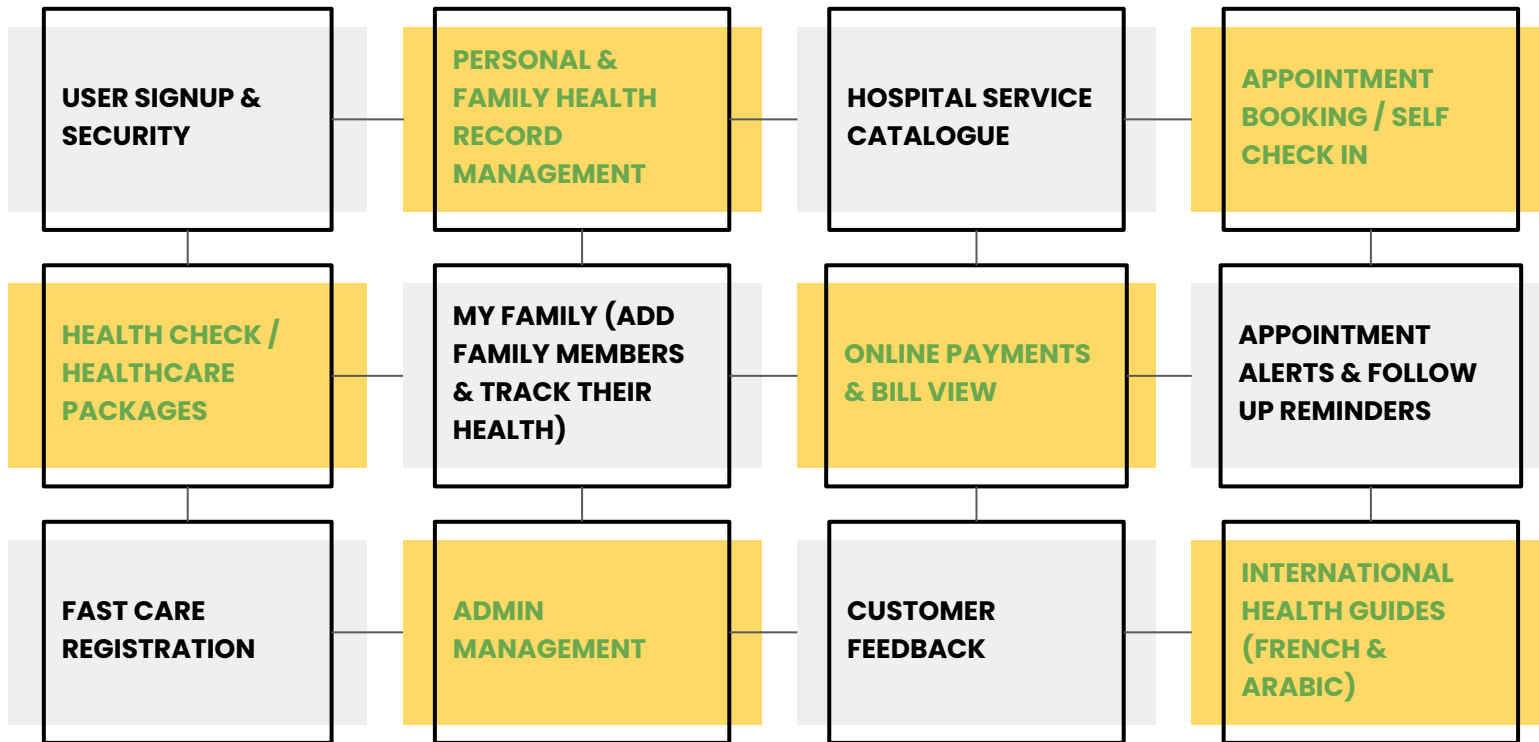 USER SIGNUP &
SECURITY
PERSONAL &
FAMILY HEALTH
RECORD
MANAGEMENT
HOSPITAL SERVICE
CATALOGUE
APPOINTMENT
BOOKING / SELF
CHECK IN
HEALTH CHECK /
HEALTHCARE
PACKAGES
MY FAMILY (ADD
FAMILY MEMBERS
& TRACK THEIR
HEALTH)
ONLINE PAYMENTS
& BILL VIEW
APPOINTMENT
ALERTS & FOLLOW
UP REMINDERS
FAST CARE
REGISTRATION
ADMIN
MANAGEMENT
CUSTOMER
FEEDBACK
INTERNATIONAL
HEALTH GUIDES
(FRENCH &
ARABIC)